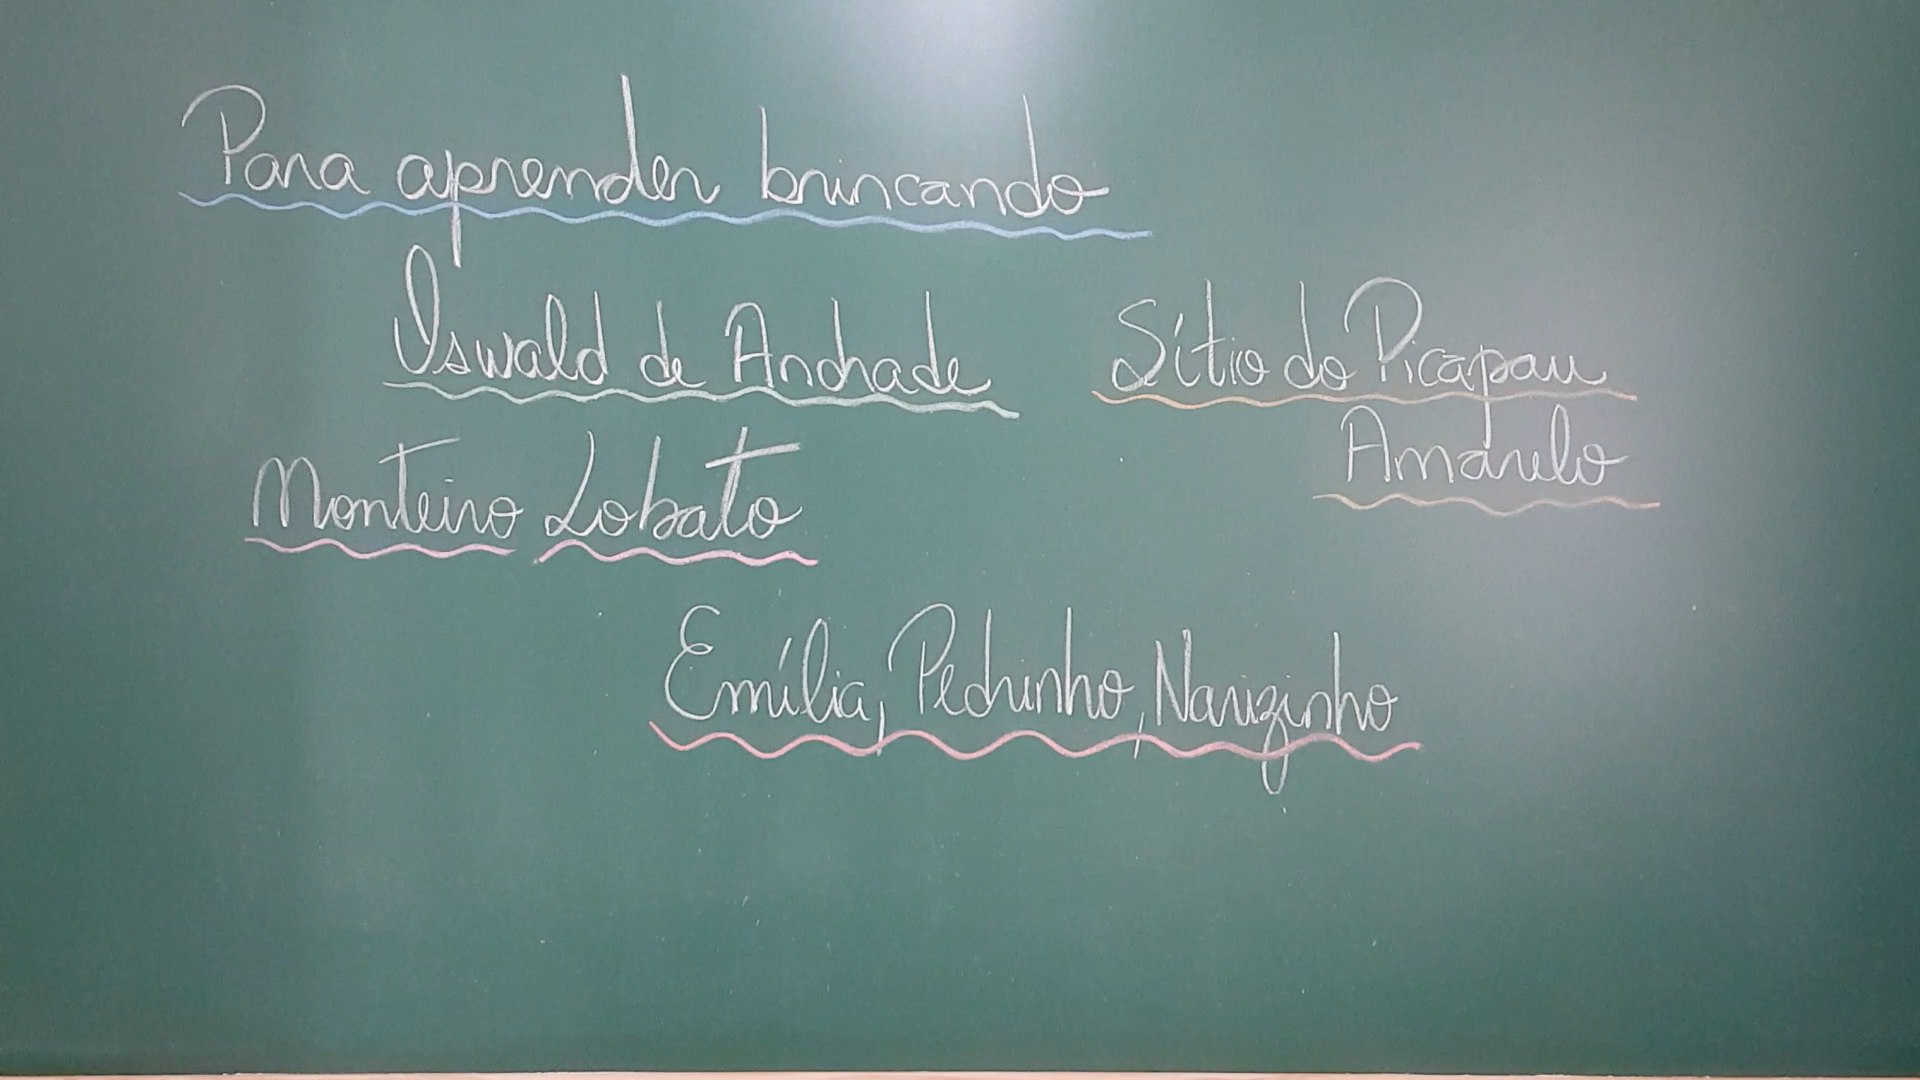 Para aprender brincando
Oswald de Andrade
Sítio do Picapau
Amarelo
Monteiro Lobato
Emília, Pedrinho, Narizinho